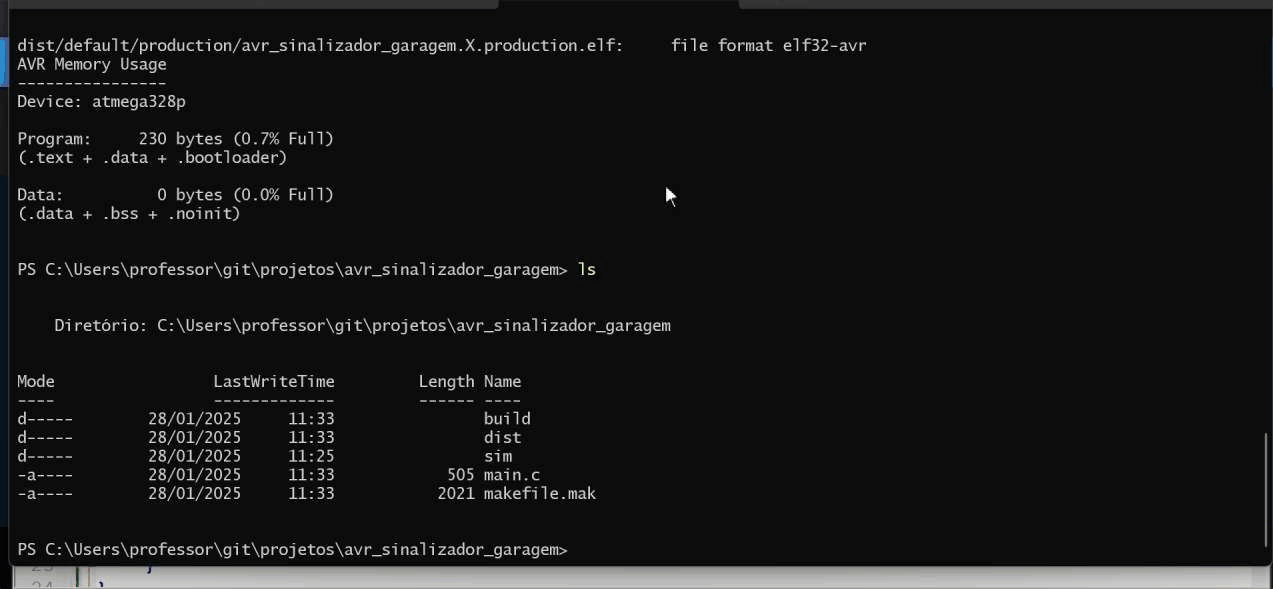 dist/default/production/avr_sinalizador_garagem.X.production.elf:     file format elf32-avr
AVR Memory Usage
----------------
Device: atmega328p
Program:     230 bytes (0.7% Full)
(.text + .data + .bootloader)
Data:          0 bytes (0.0% Full)
(.data + .bss + .noinit)
PS C:\Users\professor\git\projetos\avr_sinalizador_garagem> ls
    Diretório: C:\Users\professor\git\projetos\avr_sinalizador_garagem
Mode                 LastWriteTime         Length Name
----                 -------------         ------ ----
d-----        28/01/2025     11:33                build
d-----        28/01/2025     11:33                dist
d-----        28/01/2025     11:25                sim
-a----        28/01/2025     11:33            505 main.c
-a----        28/01/2025     11:33           2021 makefile.mak
PS C:\Users\professor\git\projetos\avr_sinalizador_garagem>